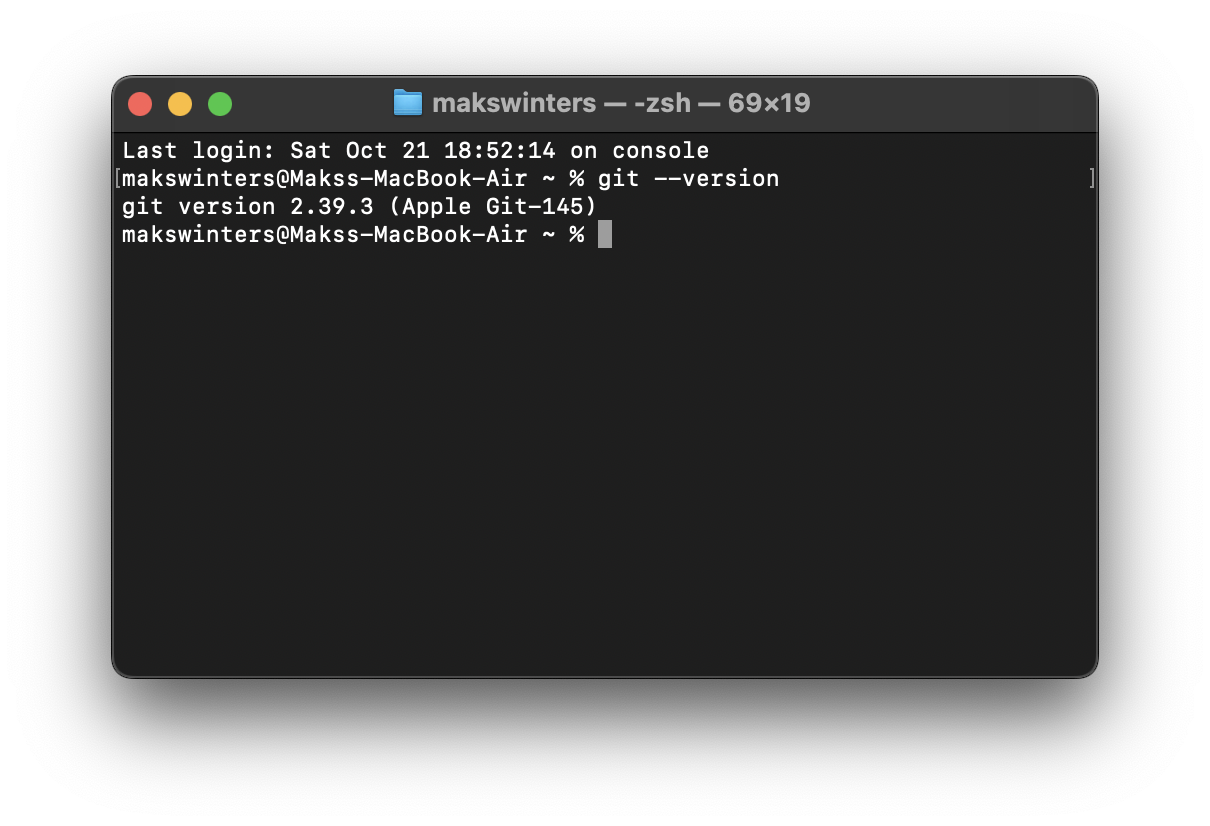 makswinters — -zsh — 69×19
Last login: Sat Oct 21 18:52:14 on console
[makswinters@Makss-MacBook-Air ~ % git --version ]
git version 2.39.3 (Apple Git-145)
makswinters@Makss-MacBook-Air ~ %